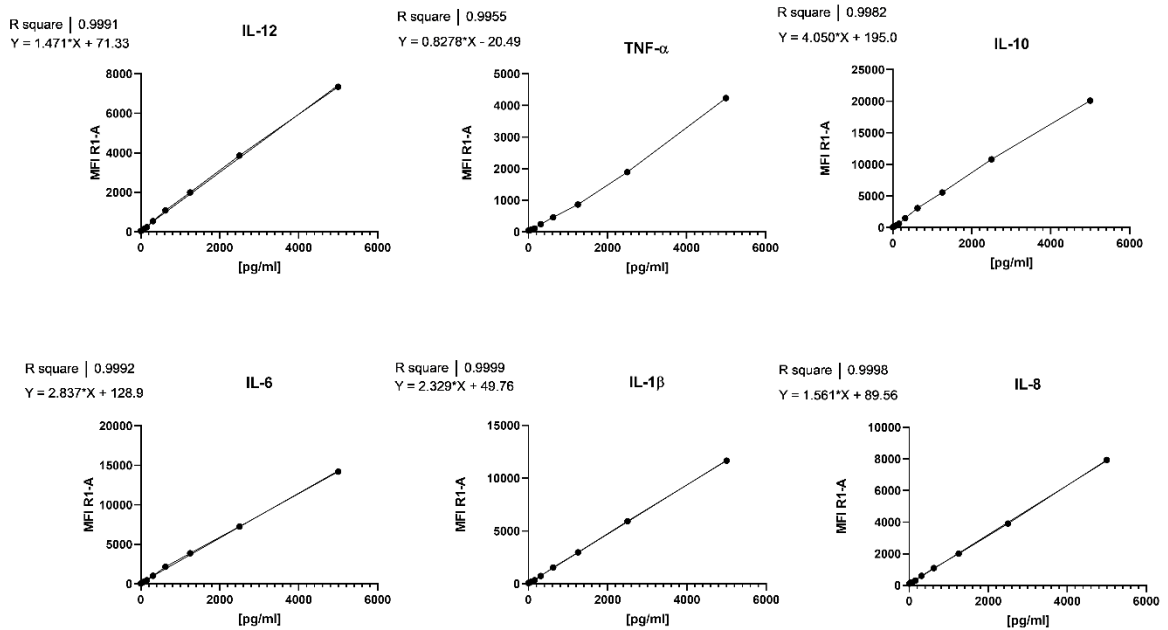 R square | 0.9991
Y = 1.471*X + 71.33
IL-12
MFI R1-A
8000
6000
4000
2000
0
0 2000 4000 6000
[pg/ml]
R square | 0.9955
Y = 0.8278*X - 20.49
TNF-α
MFI R1-A
5000
4000
3000
2000
1000
0
0 2000 4000 6000
[pg/ml]
R square | 0.9982
Y = 4.050*X + 195.0
IL-10
MFI R1-A
25000
20000
15000
10000
5000
0
0 2000 4000 6000
[pg/ml]
R square | 0.9992
Y = 2.837*X + 128.9
IL-6
MFI R1-A
20000
15000
10000
5000
0
0 2000 4000 6000
[pg/ml]
R square | 0.9999
Y = 2.329*X + 49.76
IL-1β
MFI R1-A
15000
10000
5000
0
0 2000 4000 6000
[pg/ml]
R square | 0.9998
Y = 1.561*X + 89.56
IL-8
MFI R1-A
10000
8000
6000
4000
2000
0
0 2000 4000 6000
[pg/ml]